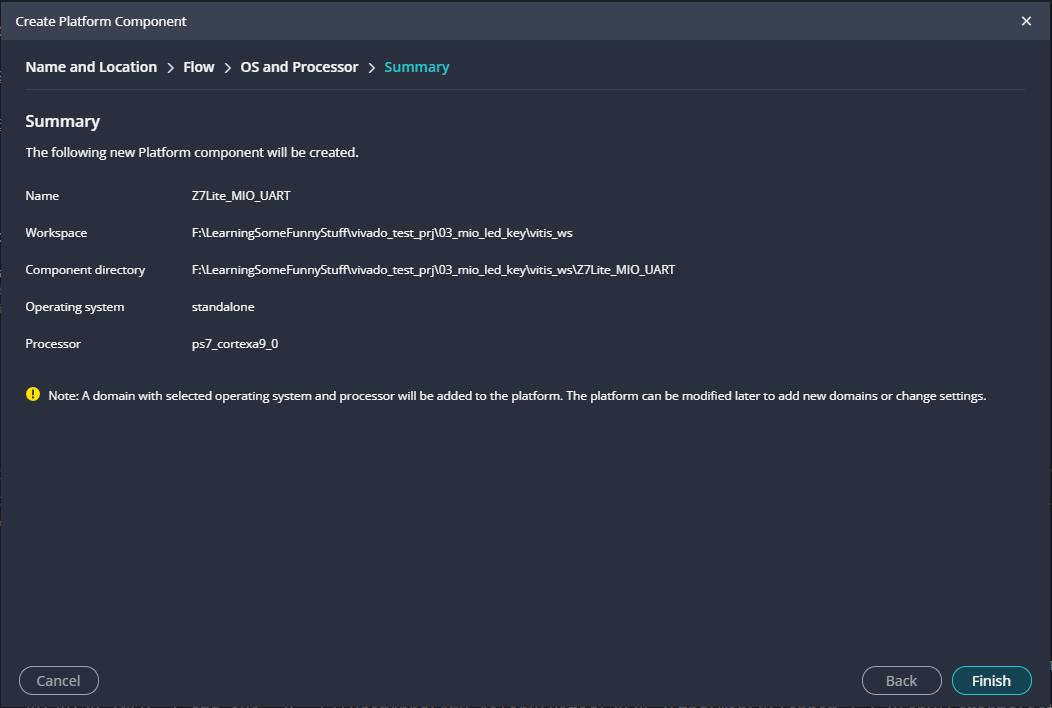 Create Platform Component
Name and Location > Flow > OS and Processor > Summary
Summary
The following new Platform component will be created.
Name Z7Lite_MIO_UART
Workspace F:\LearningSomeFunnyStuff\vivado_test_prj\03_mio_led_key\vitis_ws
Component directory F:\LearningSomeFunnyStuff\vivado_test_prj\03_mio_led_key\vitis_ws\Z7Lite_MIO_UART
Operating system standalone
Processor ps7_cortexa9_0
Note: A domain with selected operating system and processor will be added to the platform. The platform can be modified later to add new domains or change settings.
Cancel Back Finish